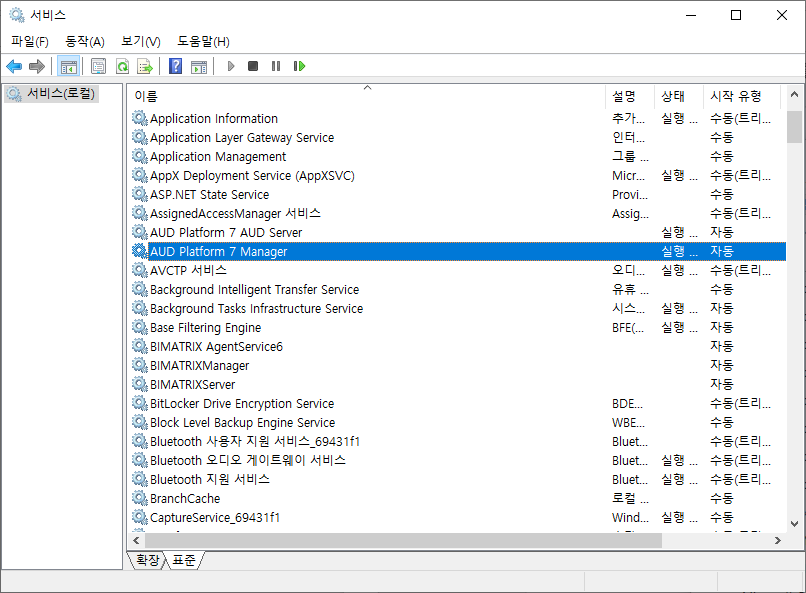 서비스
파일(F) 동작(A) 보기(V) 도움말(H)
서비스(로컬)
이름 설명 상태 시작 유형
Application Information 추가... 실행 ... 수동(트리...
Application Layer Gateway Service 인터... 수동
Application Management 그룹 ... 수동
AppX Deployment Service (AppXSVC) Micr... 실행 ... 수동(트리...
ASP.NET State Service Provi... 수동
AssignedAccessManager 서비스 Assig... 수동(트리...
AUD Platform 7 AUD Server 실행 ... 자동
AUD Platform 7 Manager 실행 ... 자동
AVCTP 서비스 오디... 실행 ... 수동(트리...
Background Intelligent Transfer Service 유휴 ... 수동
Background Tasks Infrastructure Service 시스... 실행 ... 자동
Base Filtering Engine BFE(... 실행 ... 자동
BIMATRIX AgentService6 자동
BIMATRIXManager 자동
BIMATRIXServer 자동
BitLocker Drive Encryption Service BDE... 수동(트리...
Block Level Backup Engine Service WBE... 수동
Bluetooth 사용자 지원 서비스_69431f1 Bluet... 수동(트리...
Bluetooth 오디오 게이트웨이 서비스 Bluet... 실행 ... 수동(트리...
Bluetooth 지원 서비스 Bluet... 실행 ... 수동(트리...
BranchCache 로컬 ... 수동
CaptureService_69431f1 Wind... 실행 ... 수동
확장 표준